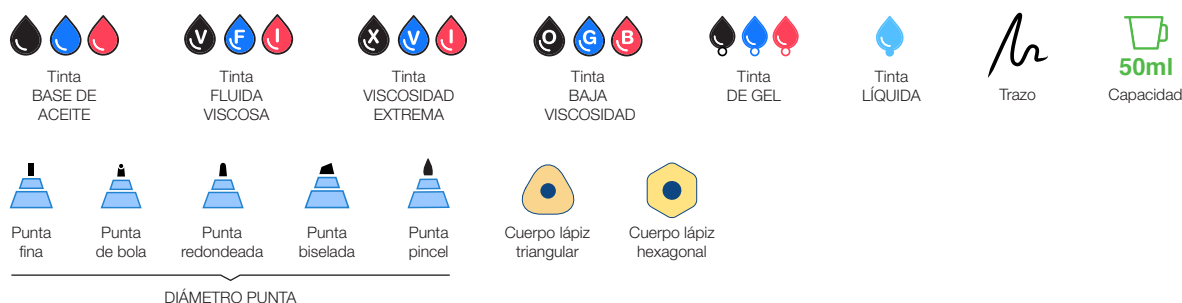 V F I
X V I
O G B
50ml
Tinta
BASE DE
ACEITE
Tinta
FLUIDA
VISCOSA
Tinta
VISCOSIDAD
EXTREMA
Tinta
BAJA
VISCOSIDAD
Tinta
DE GEL
Tinta
LÍQUIDA
Trazo
Capacidad
Punta
fina
Punta
de bola
Punta
redondeada
Punta
biselada
Punta
pincel
Cuerpo lápiz
triangular
Cuerpo lápiz
hexagonal
DIÁMETRO PUNTA